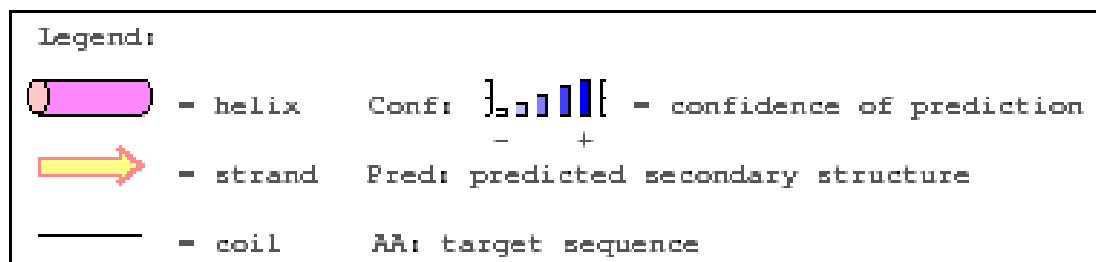 Legend:
= helix Conf: = confidence of prediction
- +
= strand Pred: predicted secondary structure
= coil AA: target sequence